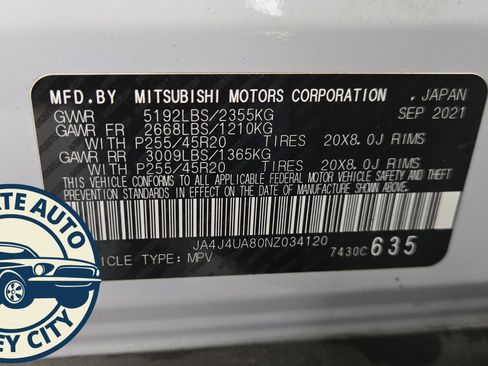 MFD.BY MITSUBISHI MOTORS CORPORATION , JAPAN
GVWR 5192LBS/2355KG SEP 2021
GAWR FR 2668LBS/1210KG
WITH P255/45R20 TIRES 20X8.0J RIMS
GAWR RR 3009LBS/1365KG
WITH P255/45R20 TIRES 20X8.0J RIMS
THIS VEHICLE CONFORMS TO ALL APPLICABLE FEDERAL MOTOR VEHICLE SAFETY, BUMPER AND THEFT
PREVENTION STANDARDS IN EFFECT ON THE DATE OF MANUFACTURE SHOWN ABOVE.
JA4J4UA80NZ034120
TYPE: MPV 7430C 635
AUTO
CITY